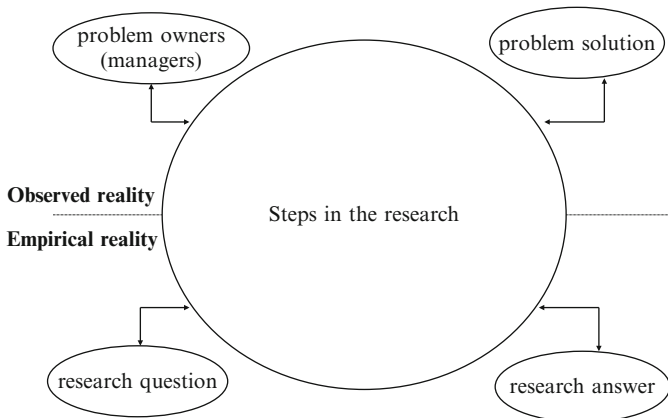 problem owners
(managers)
problem solution
Observed reality
Steps in the research
Empirical reality
research question
research answer